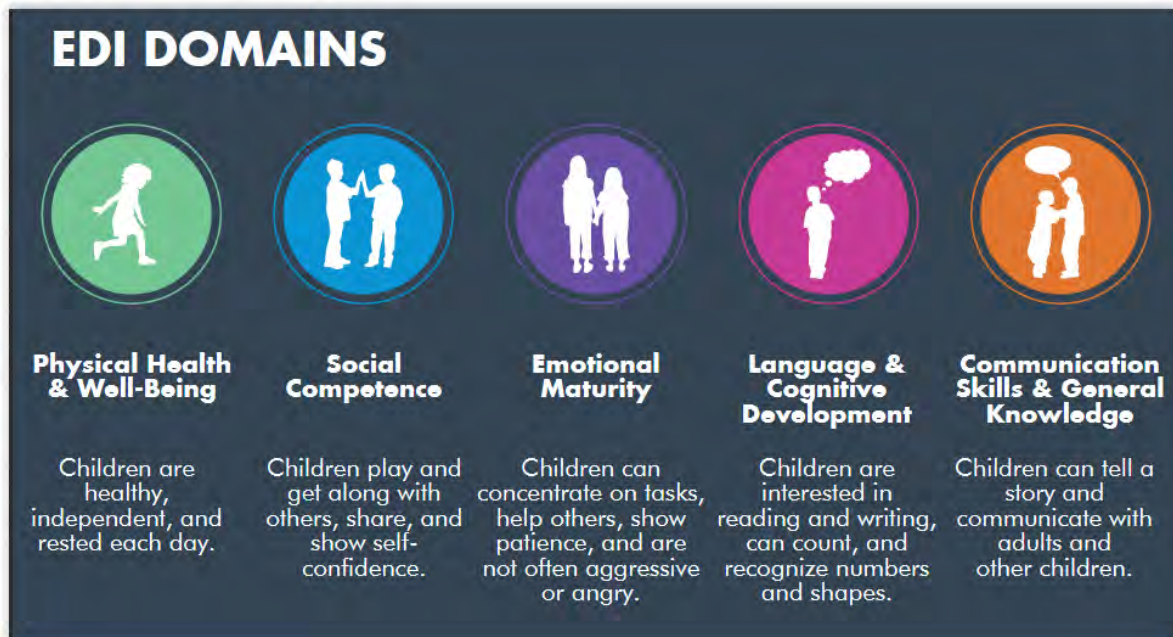 EDI DOMAINS
Physical Health
& Well-Being
Children are
healthy,
independent, and
rested each day.
Social
Competence
Children play and
get along with
others, share, and
show self-
confidence.
Emotional
Maturity
Children can
concentrate on tasks,
help others, show
patience, and are
not often aggressive
or angry.
Language &
Cognitive
Development
Children are
interested in
reading and writing,
can count, and
recognize numbers
and shapes.
Communication
Skills & General
Knowledge
Children can tell a
story and
communicate with
adults and
other children.